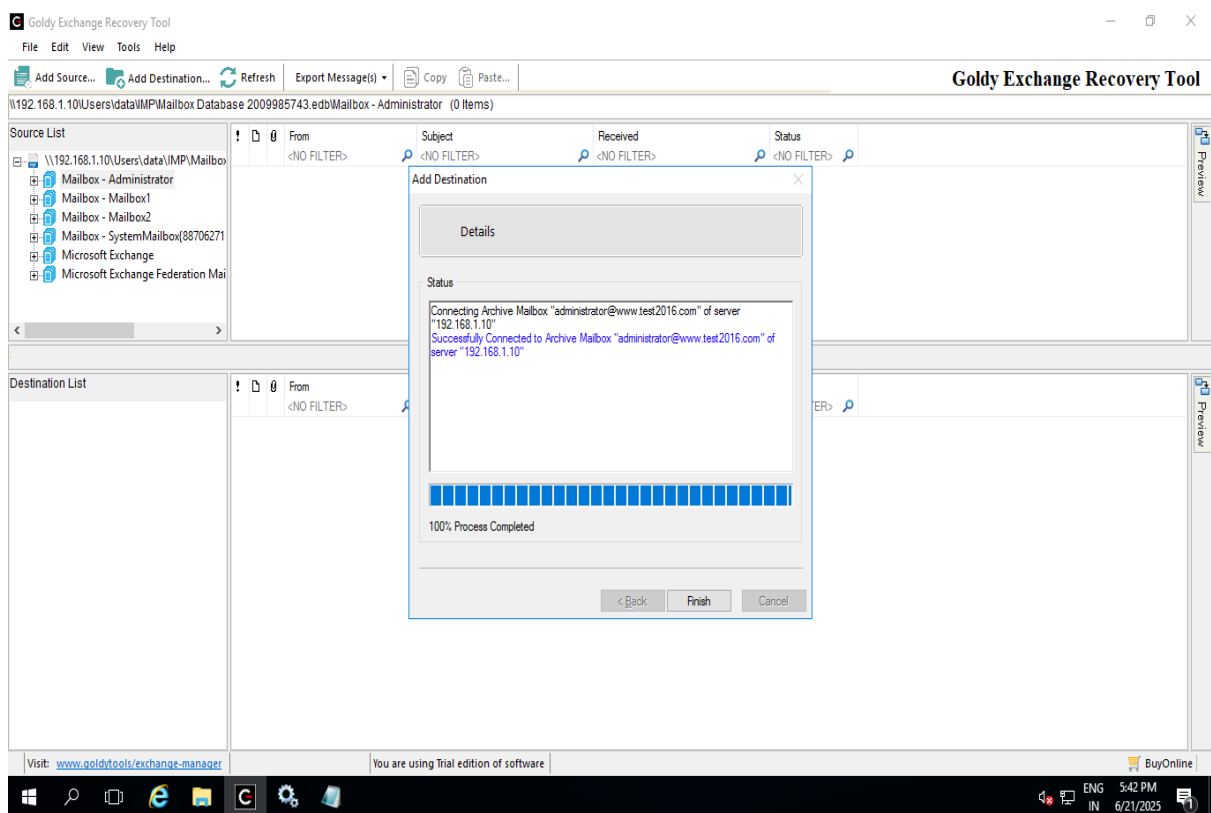 Goldy Exchange Recovery Tool
File Edit View Tools Help
Add Source... Add Destination... Refresh Export Message(s) Copy Paste... Goldy Exchange Recovery Tool
\\192.168.1.10\Users\data\IMP\Mailbox Database 2009985743.edb\Mailbox - Administrator (0 Items)
Source List
\\192.168.1.10\Users\data\IMP\Mailbox
Mailbox - Administrator
Mailbox - Mailbox1
Mailbox - Mailbox2
Mailbox - SystemMailbox{88706271
Microsoft Exchange
Microsoft Exchange Federation Mai
From Subject Received Status
<NO FILTER> <NO FILTER> <NO FILTER> <NO FILTER>
Preview
Add Destination
Details
Status
Connecting Archive Mailbox "administrator@www.test2016.com" of server
"192.168.1.10"
Successfully Connected to Archive Mailbox "administrator@www.test2016.com" of
server "192.168.1.10"
100% Process Completed
< Back Finish Cancel
Destination List
From
<NO FILTER> ER>
Preview
Visit: www.goldytools/exchange-manager You are using Trial edition of software BuyOnline
ENG 5:42 PM
IN 6/21/2025
1